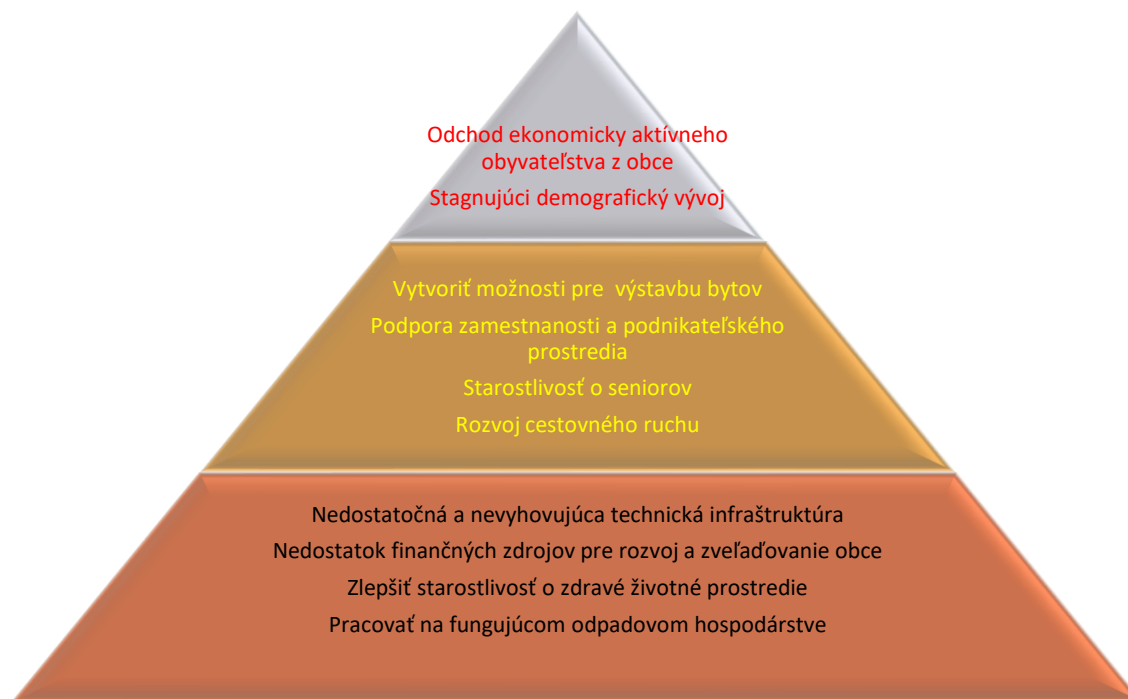 Odchod ekonomicky aktívneho
obyvateľstva z obce
Stagnujúci demografický vývoj
Vytvoriť možnosti pre  výstavbu bytov
Podpora zamestnanosti a podnikateľského
prostredia
Starostlivosť o seniorov
Rozvoj cestovného ruchu
Nedostatočná a nevyhovujúca technická infraštruktúra
Nedostatok finančných zdrojov pre rozvoj a zveľaďovanie obce
Zlepšiť starostlivosť o zdravé životné prostredie
Pracovať na fungujúcom odpadovom hospodárstve